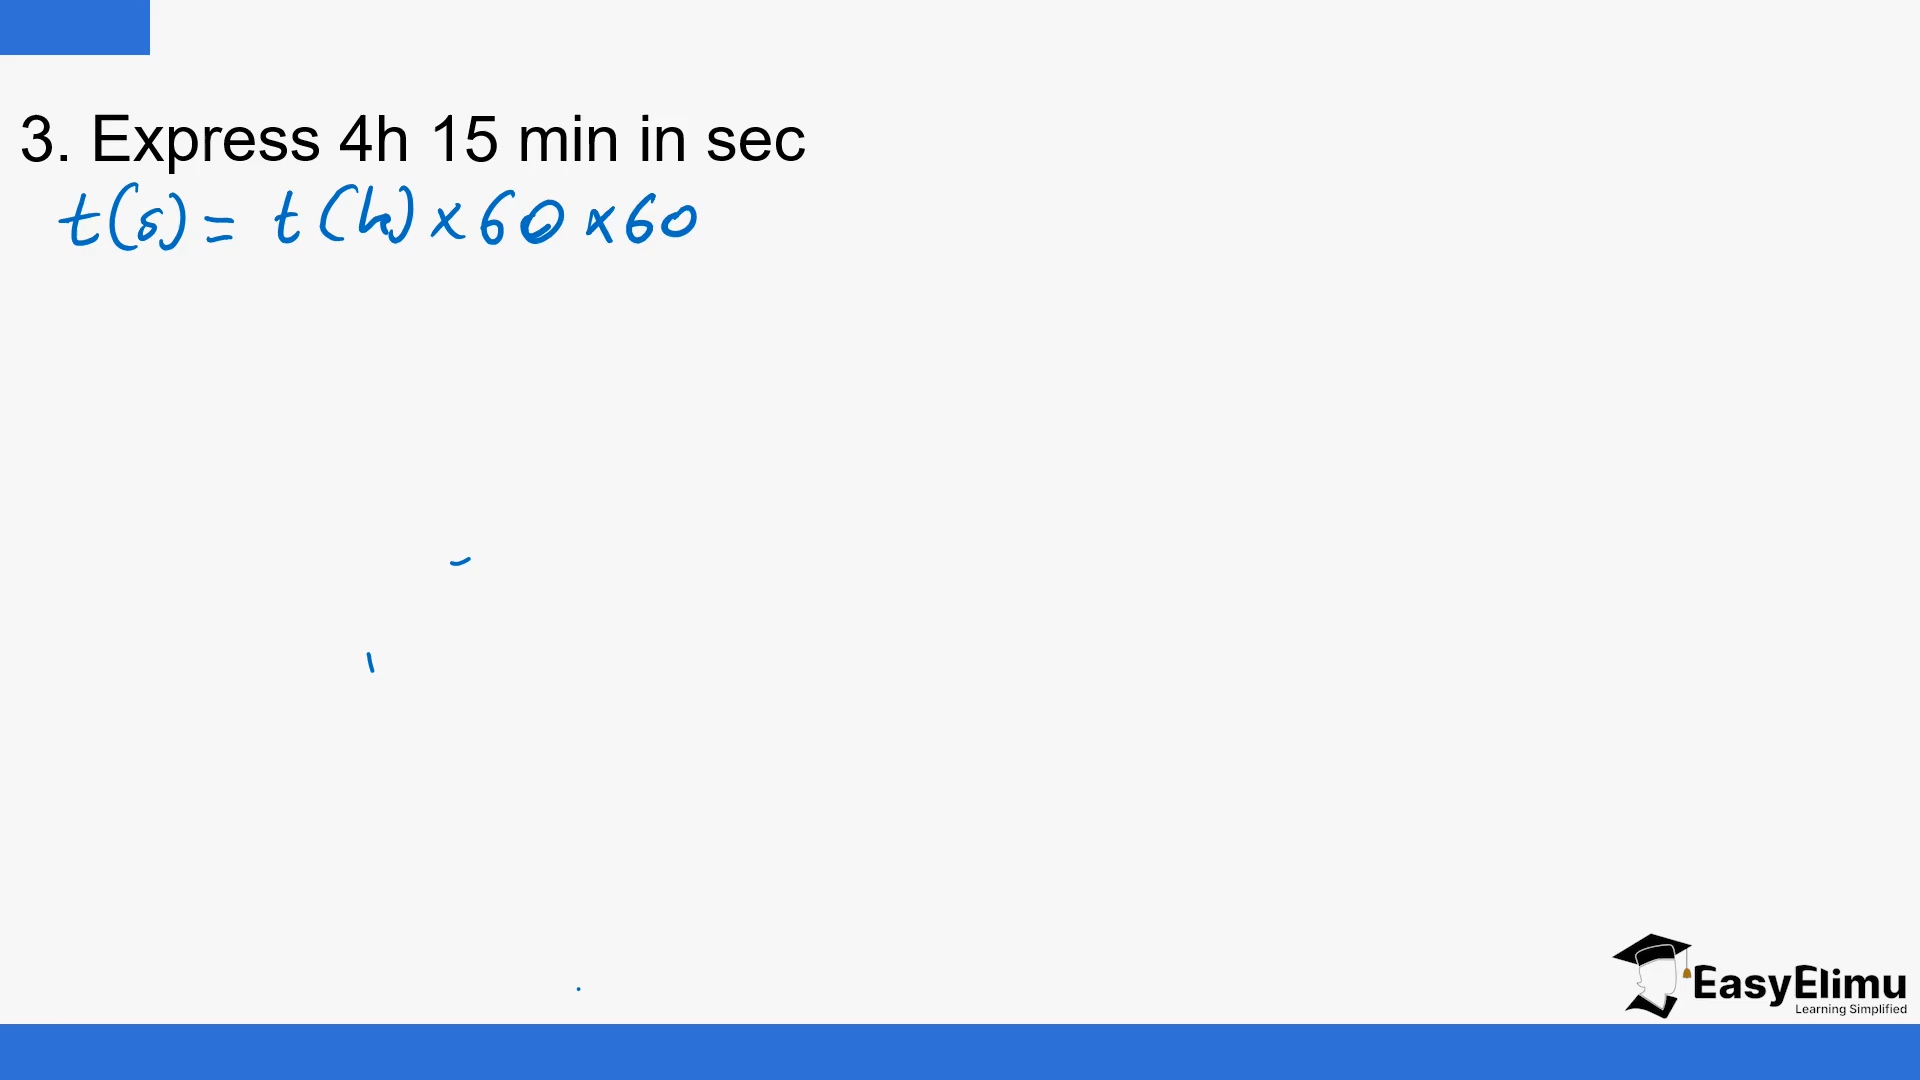 3. Express 4h 15 min in sec
t(s) = t(h) × 60 × 60
EasyElimu
Learning Simplified